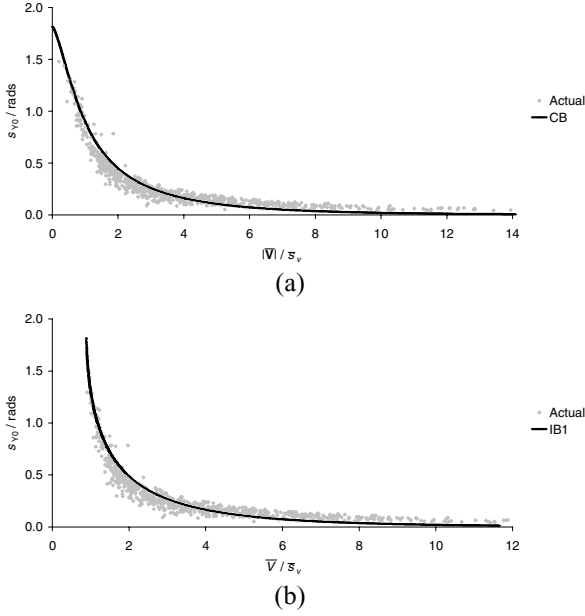 2.0
1.5
1.0
0.5
0.0
s_γ0 / rads
0 2 4 6 8 10 12 14
|V̅| / s̅_v
Actual
CB
(a)
2.0
1.5
1.0
0.5
0.0
s_γ0 / rads
0 2 4 6 8 10 12
V̅ / s̅_v
Actual
IB1
(b)